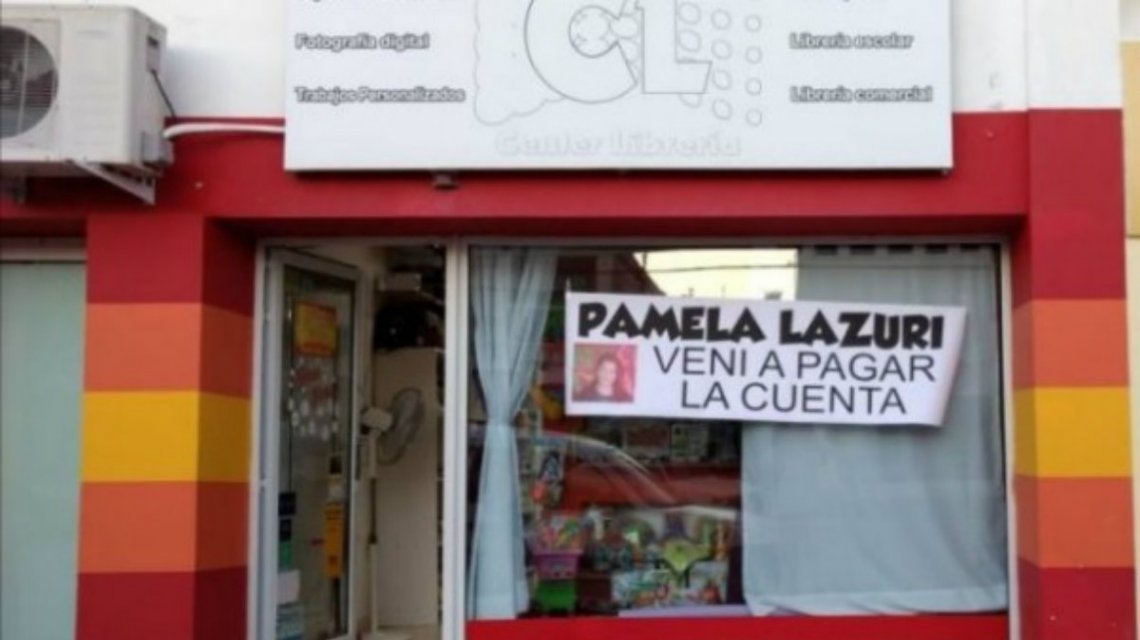 Fotografía digital
Trabajos Personalizados
CL
Center Librería
Librería escolar
Librería comercial
PAMELA LAZURI
VENI A PAGAR
LA CUENTA